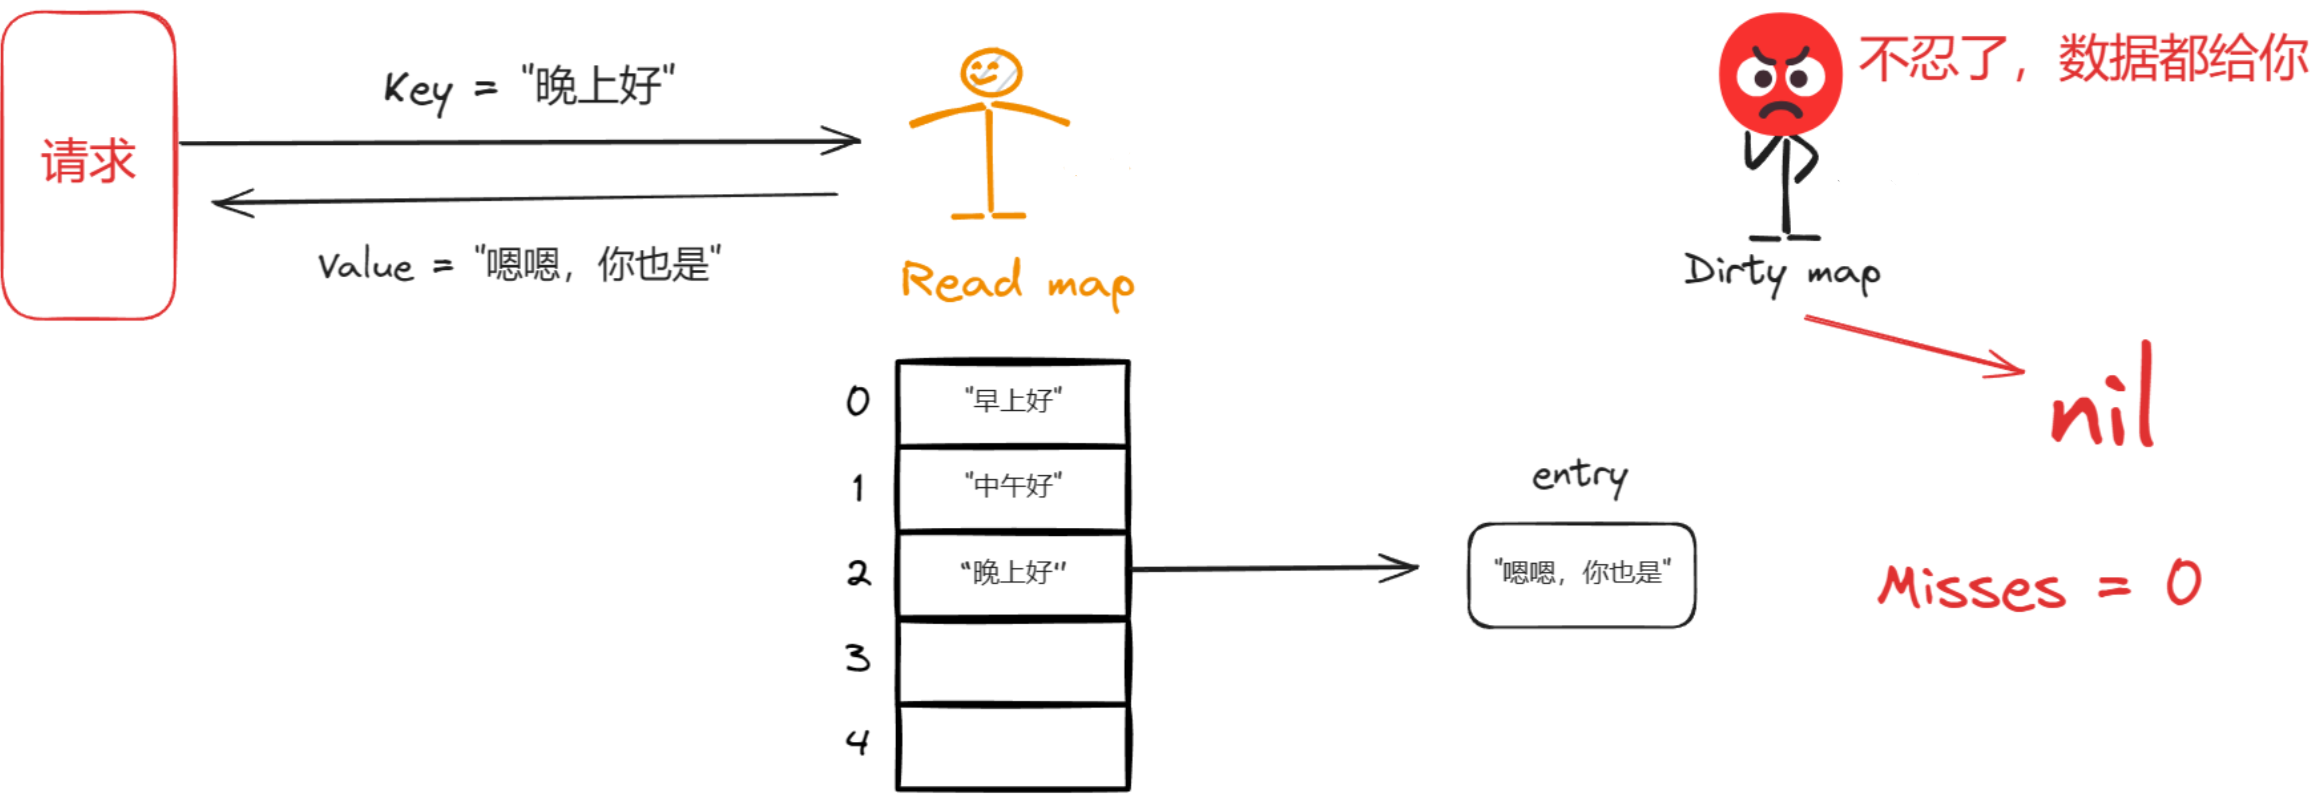 请求
Key = "晚上好"
Value = "嗯嗯，你也是"
Read map
不忍了，数据都给你
Dirty map
nil
0 "早上好"
1 "中午好"
2 "晚上好"
3
4
entry
"嗯嗯，你也是"
Misses = 0